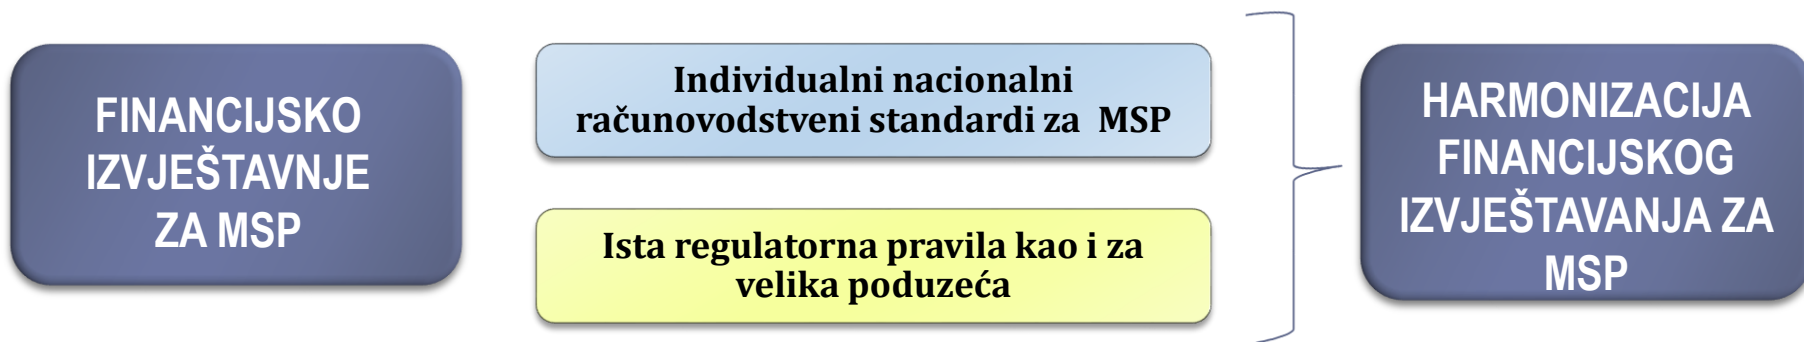 FINANCIJSKO
IZVJEŠTAVNJE
ZA MSP
Individualni nacionalni
računovodstveni standardi za MSP
Ista regulatorna pravila kao i za
velika poduzeća
HARMONIZACIJA
FINANCIJSKOG
IZVJEŠTAVANJA ZA
MSP